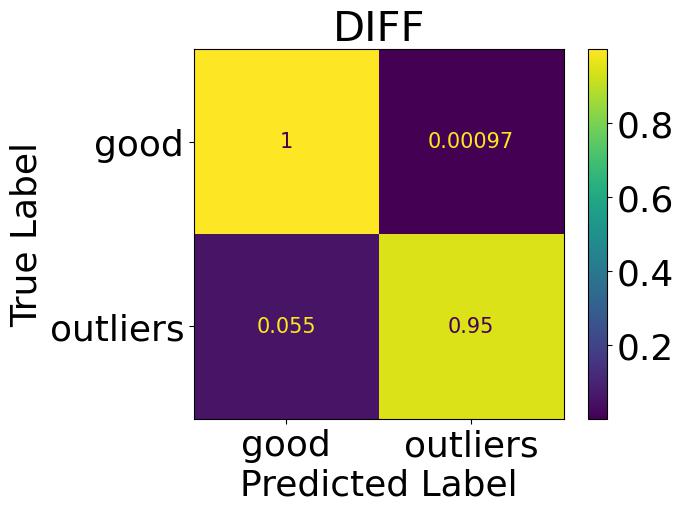 DIFF
True Label
good
1
0.00097
outliers
0.055
0.95
good
outliers
Predicted Label
0.8
0.6
0.4
0.2